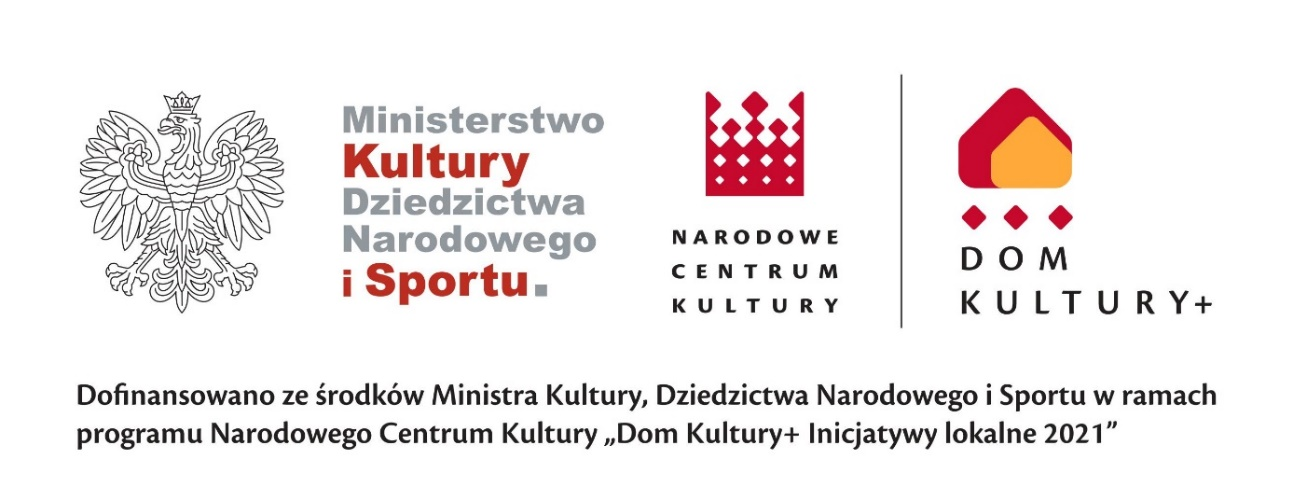 Ministerstwo
Kultury
Dziedzictwa
Narodowego
i Sportu.
NARODOWE
CENTRUM
KULTURY
DOM
KULTURY+
Dofinansowano ze środków Ministra Kultury, Dziedzictwa Narodowego i Sportu w ramach
programu Narodowego Centrum Kultury „Dom Kultury+ Inicjatywy lokalne 2021”